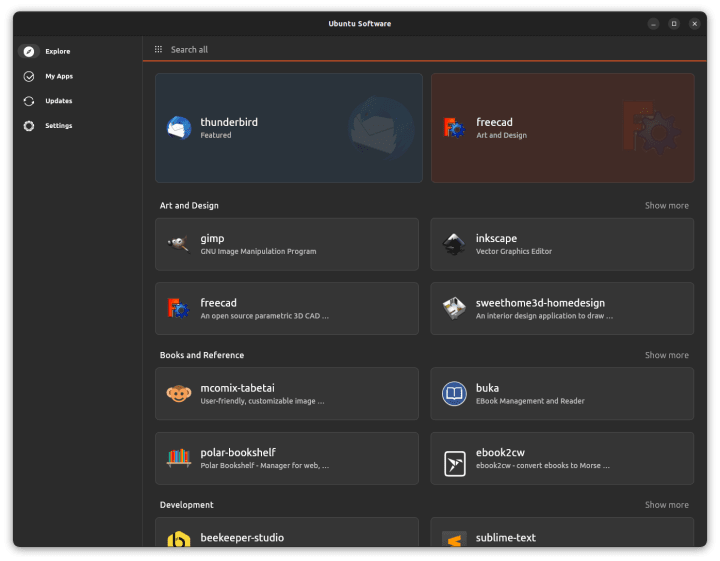 Ubuntu Software
Explore
My Apps
Updates
Settings
Search all
thunderbird
Featured
freecad
Art and Design
Art and Design
Show more
gimp
GNU Image Manipulation Program
inkscape
Vector Graphics Editor
freecad
An open source parametric 3D CAD ...
sweethome3d-homedesign
An interior design application to draw ...
Books and Reference
Show more
mcomix-tabetai
User-friendly, customizable image ...
buka
EBook Management and Reader
polar-bookshelf
Polar Bookshelf - Manager for web, ...
ebook2cw
ebook2cw - convert ebooks to Morse ...
Development
Show more
beekeeper-studio
sublime-text